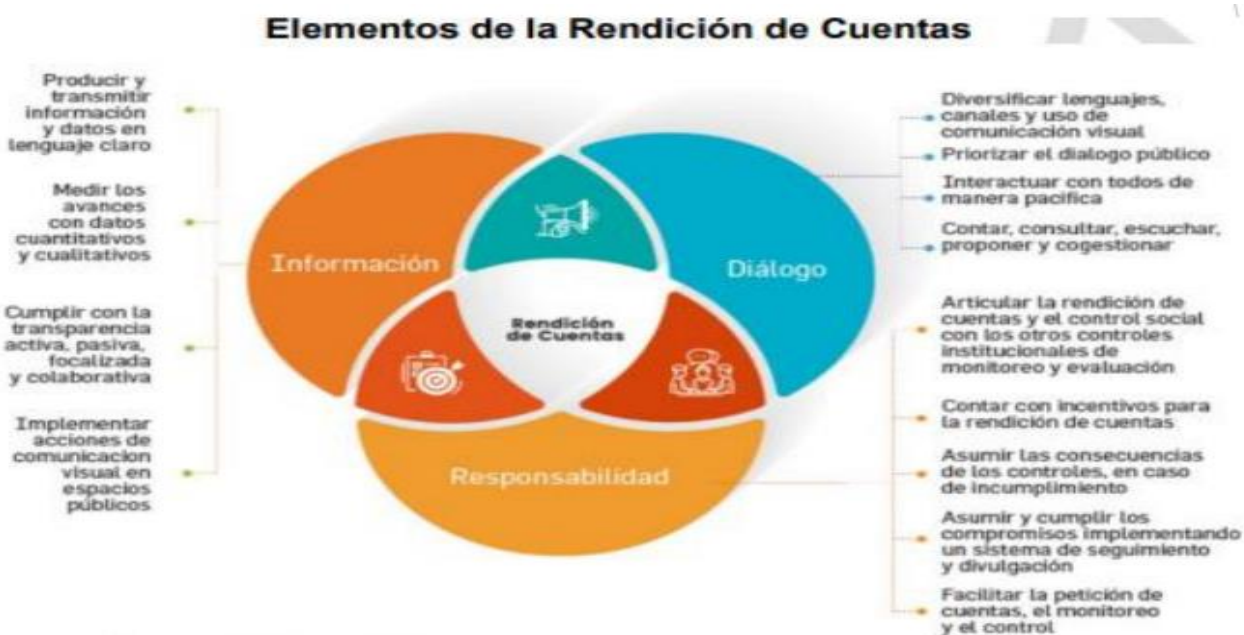 Elementos de la Rendición de Cuentas
Producir y
transmitir
información
y datos en
lenguaje claro
Medir los
avances
con datos
cuantitativos
y cualitativos
Cumplir con la
transparencia
activa, pasiva,
focalizada
y colaborativa
Implementar
acciones de
comunicacion
visual en
espacios
públicos
Información
Diálogo
Rendición
de Cuentas
Responsabilidad
Diversificar lenguajes,
canales y uso de
comunicación visual
Priorizar el dialogo público
Interactuar con todos de
manera pacifica
Contar, consultar, escuchar,
proponer y cogestionar
Articular la rendición de
cuentas y el control social
con los otros controles
institucionales de
monitoreo y evaluación
Contar con incentivos para
la rendición de cuentas
Asumir las consecuencias
de los controles, en caso
de incumplimiento
Asumir y cumplir los
compromisos implementando
un sistema de seguimiento
y divulgación
Facilitar la petición de
cuentas, el monitoreo
y el control